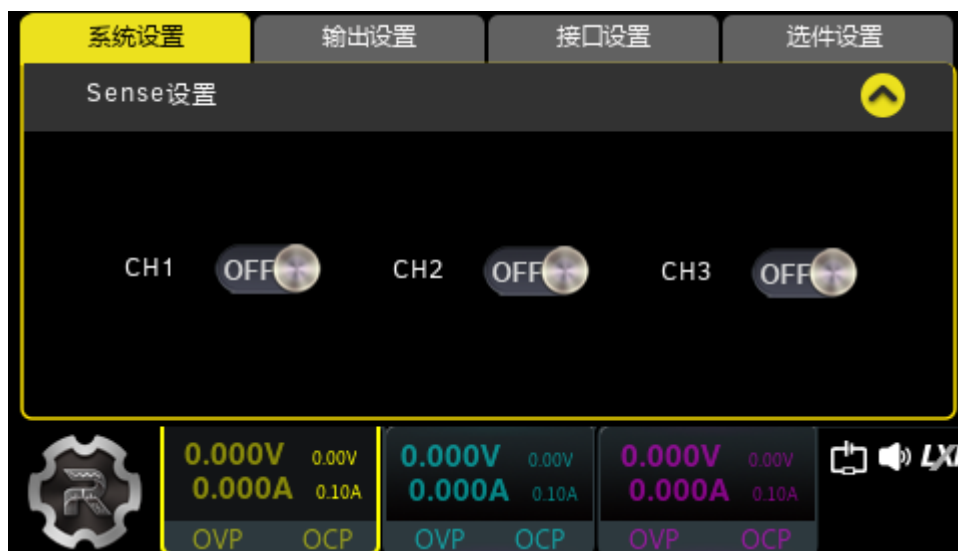 系统设置 输出设置 接口设置 选件设置
Sense设置
CH1 OFF CH2 OFF CH3 OFF
0.000V 0.00V 0.000V 0.00V 0.000V 0.00V
0.000A 0.10A 0.000A 0.10A 0.000A 0.10A
OVP OCP OVP OCP OVP OCP
LXI